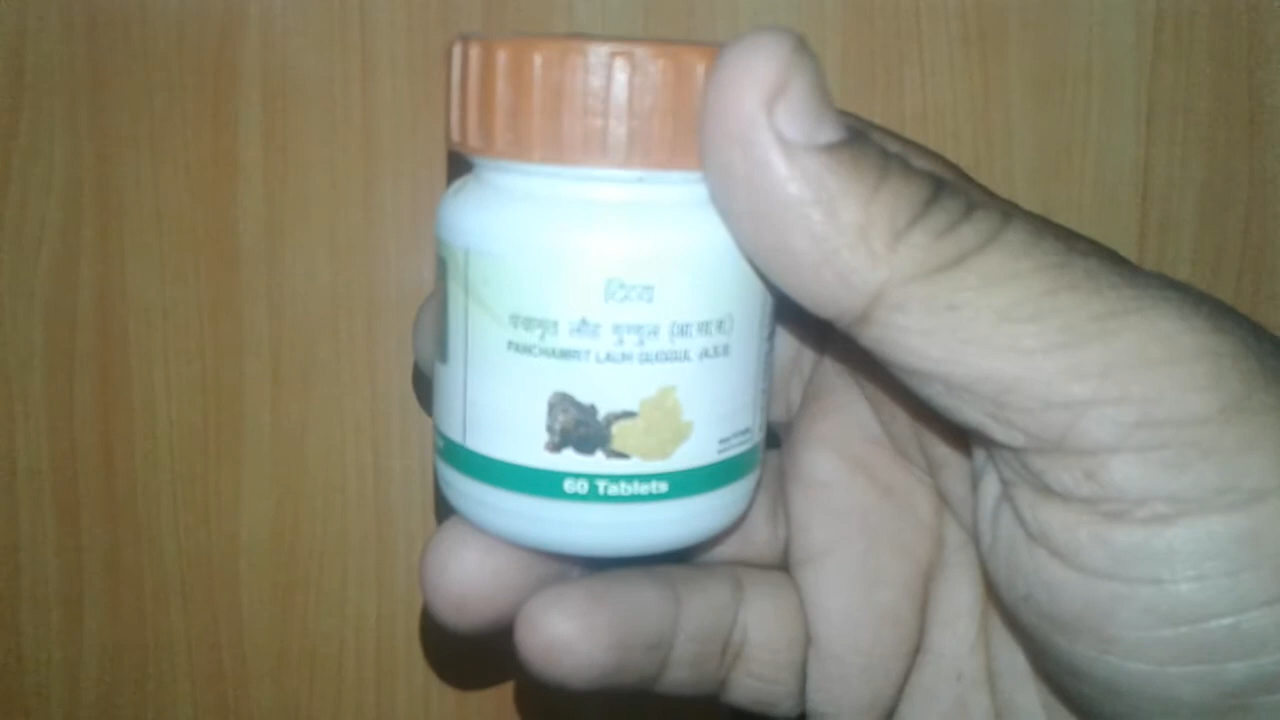 दिव्य
पंचामृत लौह गुग्गुल (आ.सा.सं.)
PANCHAMRIT LAUH GUGGUL (A.S.S)
60 Tablets